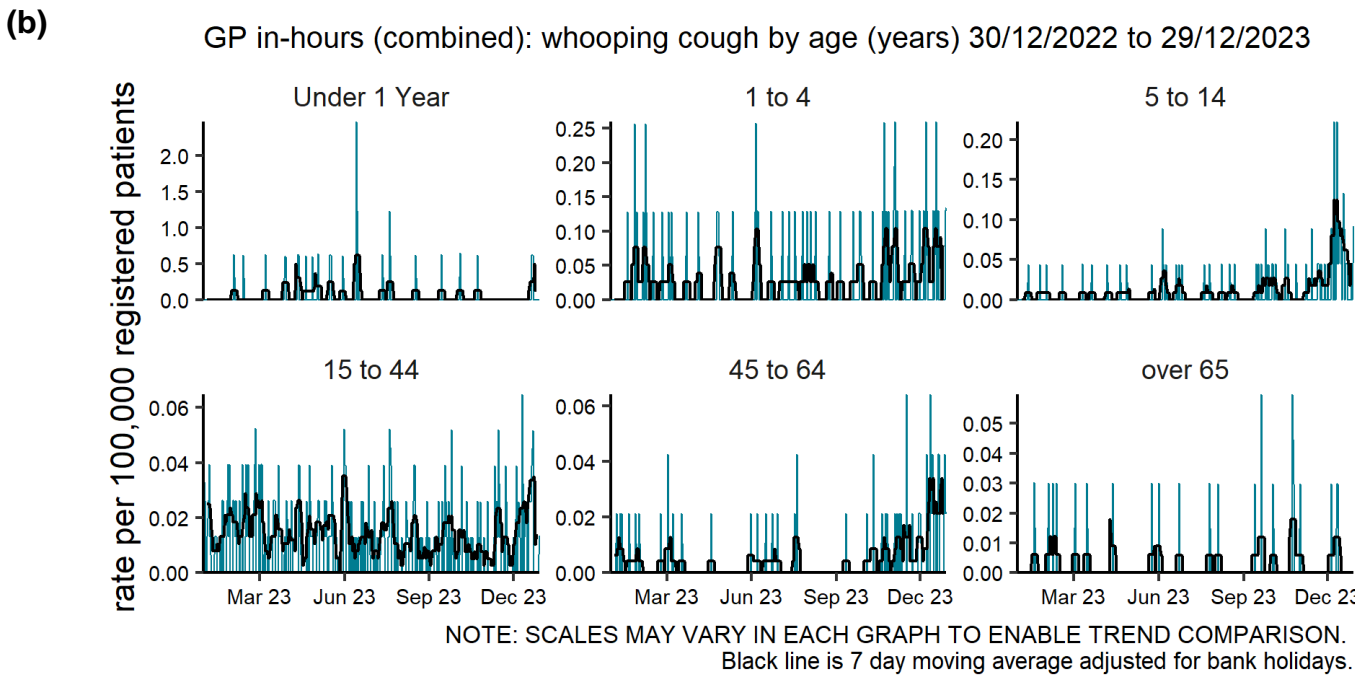 (b)
GP in-hours (combined): whooping cough by age (years) 30/12/2022 to 29/12/2023
rate per 100,000 registered patients
Under 1 Year
2.0
1.5
1.0
0.5
0.0
1 to 4
0.25
0.20
0.15
0.10
0.05
0.00
5 to 14
0.20
0.15
0.10
0.05
0.00
15 to 44
0.06
0.04
0.02
0.00
Mar 23 Jun 23 Sep 23 Dec 23
45 to 64
0.06
0.04
0.02
0.00
Mar 23 Jun 23 Sep 23 Dec 23
over 65
0.05
0.04
0.03
0.02
0.01
0.00
Mar 23 Jun 23 Sep 23 Dec 23
NOTE: SCALES MAY VARY IN EACH GRAPH TO ENABLE TREND COMPARISON.
Black line is 7 day moving average adjusted for bank holidays.